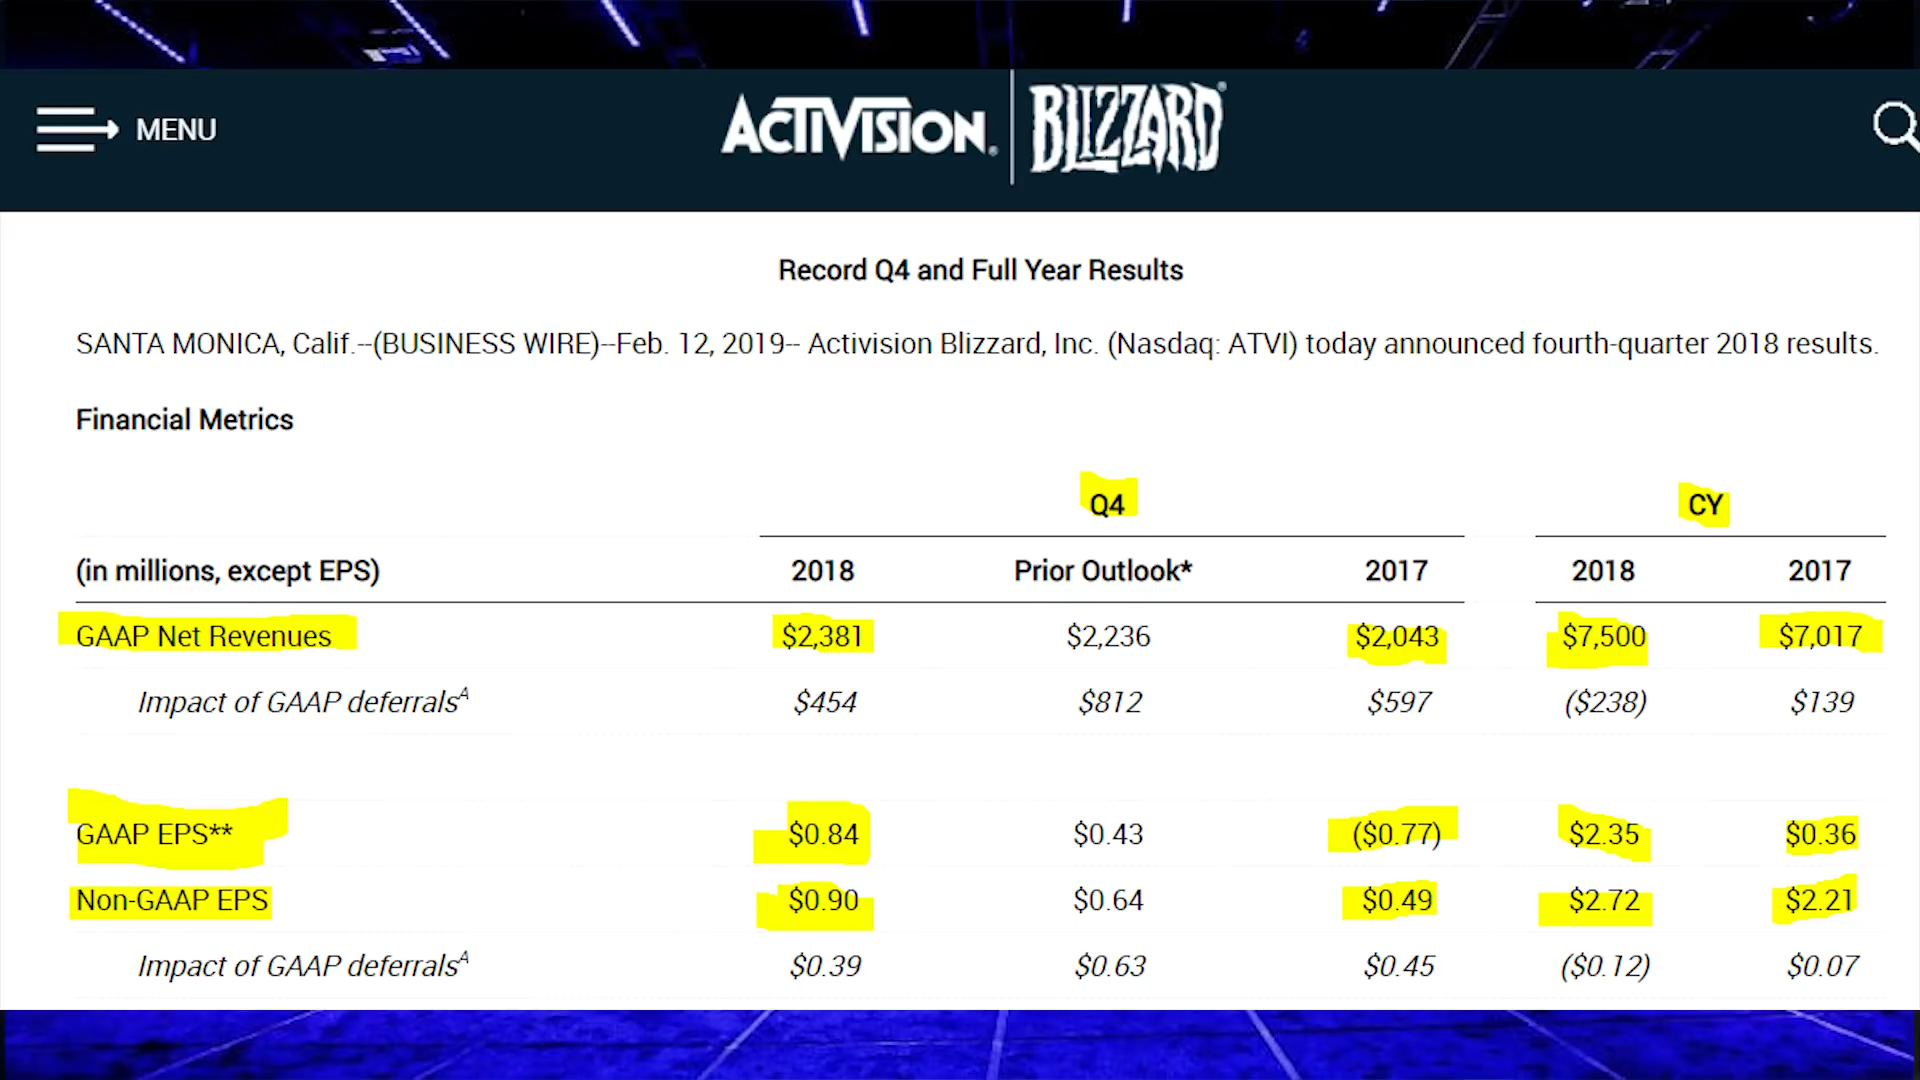 MENU
ACTIVISION® BLIZZARD®
Record Q4 and Full Year Results
SANTA MONICA, Calif.--(BUSINESS WIRE)--Feb. 12, 2019-- Activision Blizzard, Inc. (Nasdaq: ATVI) today announced fourth-quarter 2018 results.
Financial Metrics
Q4 CY
(in millions, except EPS) 2018 Prior Outlook* 2017 2018 2017
GAAP Net Revenues $2,381 $2,236 $2,043 $7,500 $7,017
Impact of GAAP deferralsᴬ $454 $812 $597 ($238) $139
GAAP EPS** $0.84 $0.43 ($0.77) $2.35 $0.36
Non-GAAP EPS $0.90 $0.64 $0.49 $2.72 $2.21
Impact of GAAP deferralsᴬ $0.39 $0.63 $0.45 ($0.12) $0.07